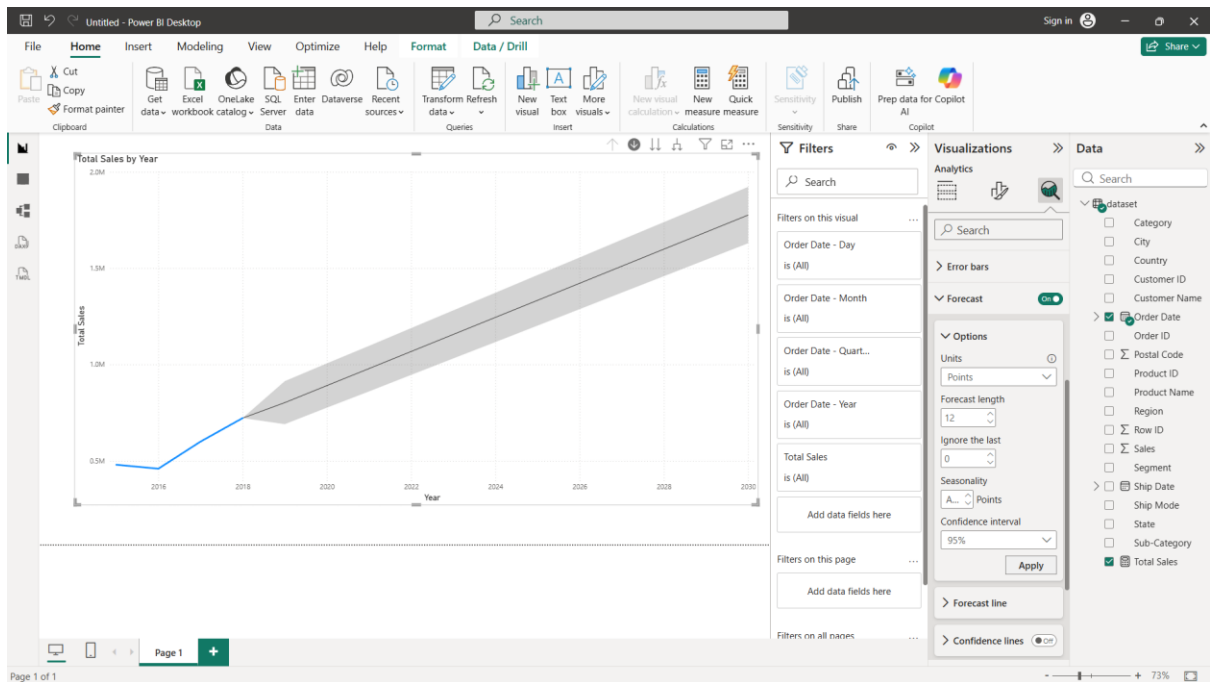 Untitled - Power BI Desktop
Search
Sign in
File Home Insert Modeling View Optimize Help Format Data / Drill
Share
Paste
Cut
Copy
Format painter
Get data
Excel workbook
OneLake catalog
SQL Server
Enter data
Dataverse
Recent sources
Transform data
Refresh
New visual
Text box
More visuals
New visual calculation
New measure
Quick measure
Sensitivity
Publish
Prep data for AI
Copilot
Clipboard Data Queries Insert Calculations Sensitivity Share Copilot
Total Sales by Year
2.0M
1.5M
1.0M
0.5M
Total Sales
2016 2018 2020 2022 2024 2026 2028 2030
Year
Filters
Search
Filters on this visual ...
Order Date - Day
is (All)
Order Date - Month
is (All)
Order Date - Quart...
is (All)
Order Date - Year
is (All)
Total Sales
is (All)
Add data fields here
Filters on this page ...
Add data fields here
Filters on all pages ...
Visualizations
Analytics
Search
Error bars
Forecast On
Options
Units
Points
Forecast length
12
Ignore the last
0
Seasonality
A... Points
Confidence interval
95%
Apply
Forecast line
Confidence lines Off
Data
Search
dataset
Category
City
Country
Customer ID
Customer Name
Order Date
Order ID
Postal Code
Product ID
Product Name
Region
Row ID
Sales
Segment
Ship Date
Ship Mode
State
Sub-Category
Total Sales
Page 1
Page 1 of 1
73%